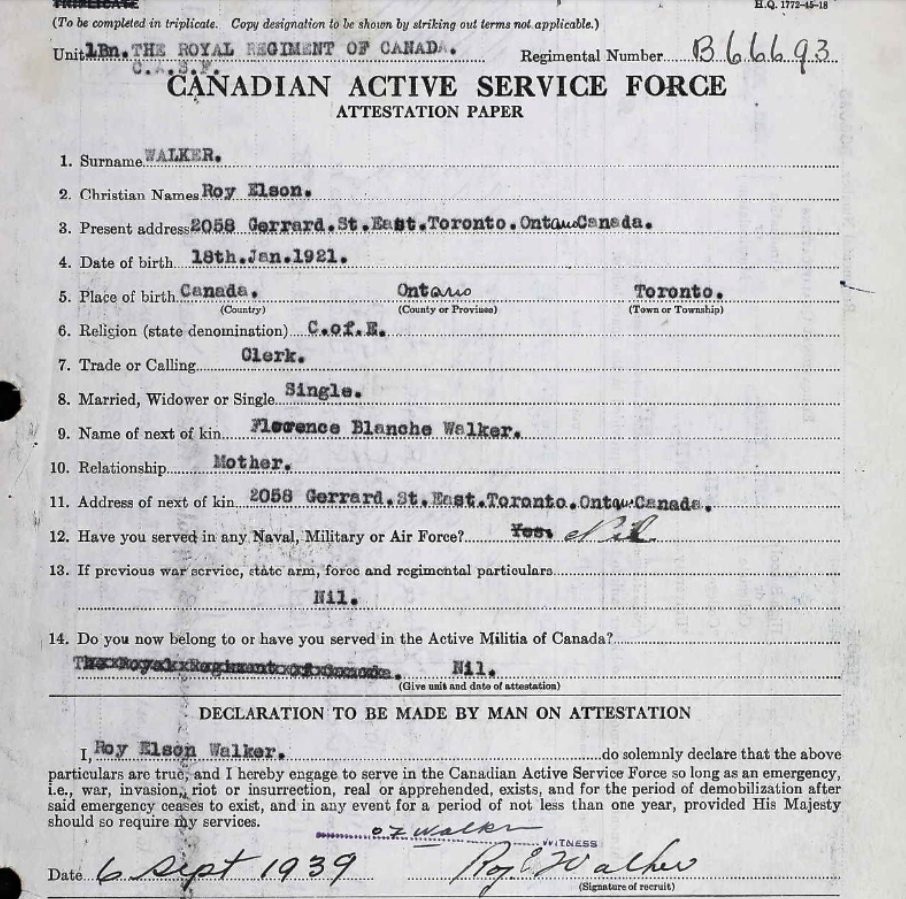 TRIPLICATE
H.Q. 1772-45-18
(To be completed in triplicate. Copy designation to be shown by striking out terms not applicable.)
Unit 1Bn. THE ROYAL REGIMENT OF CANADA. Regimental Number B66693
C.A.S.F.
CANADIAN ACTIVE SERVICE FORCE
ATTESTATION PAPER
1. Surname WALKER.
2. Christian Names Roy Elson.
3. Present address 2058 Gerrard.St.East.Toronto.Ontario Canada.
4. Date of birth 18th.Jan.1921.
5. Place of birth Canada. Ontario Toronto.
(Country) (County or Province) (Town or Township)
6. Religion (state denomination) C.of.E.
7. Trade or Calling Clerk.
8. Married, Widower or Single Single.
9. Name of next of kin Florence Blanche Walker.
10. Relationship Mother.
11. Address of next of kin 2058 Gerrard.St.East.Toronto.Ontario Canada.
12. Have you served in any Naval, Military or Air Force? Yes. Nil
13. If previous war service, state arm, force and regimental particulars
Nil.
14. Do you now belong to or have you served in the Active Militia of Canada?
The Royal Regiment of Canada. Nil.
(Give unit and date of attestation)
DECLARATION TO BE MADE BY MAN ON ATTESTATION
I, Roy Elson Walker. do solemnly declare that the above
particulars are true, and I hereby engage to serve in the Canadian Active Service Force so long as an emergency,
i.e., war, invasion, riot or insurrection, real or apprehended, exists, and for the period of demobilization after
said emergency ceases to exist, and in any event for a period of not less than one year, provided His Majesty
should so require my services.
Walker
WITNESS
Date 6 Sept 1939 Roy E Walker
(Signature of recruit)